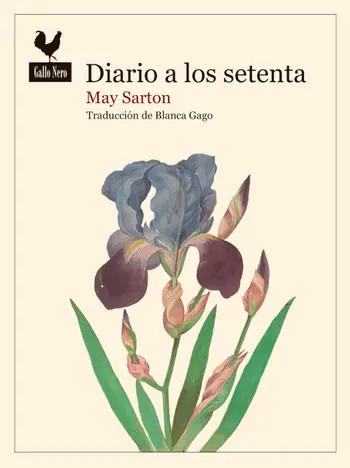 Gallo Nero
Diario a los setenta
May Sarton
Traducción de Blanca Gago